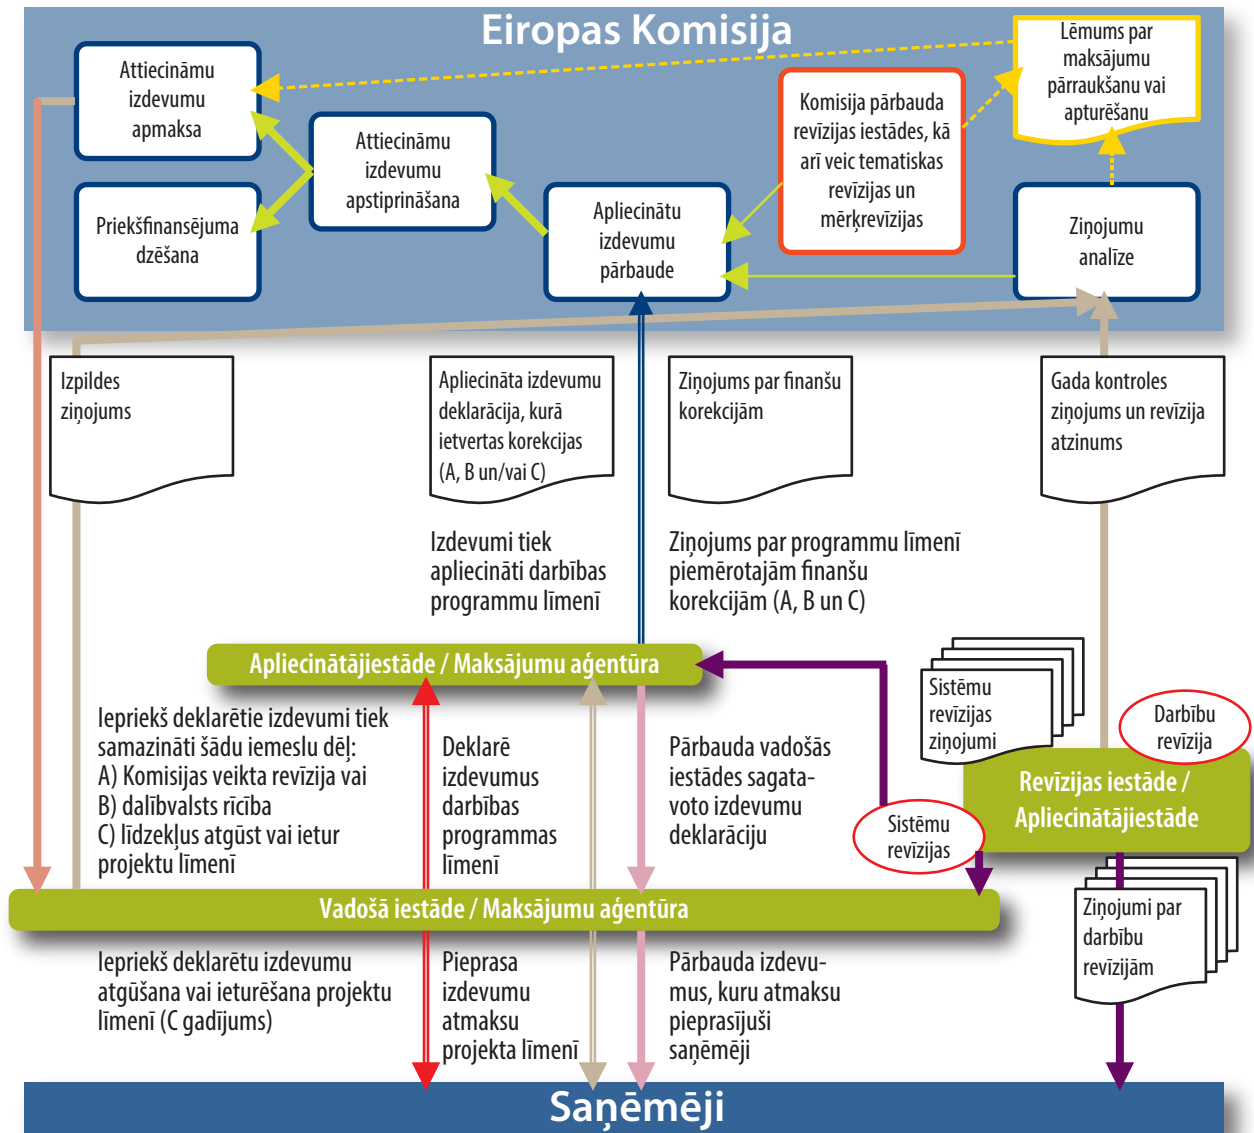 Eiropas Komisija
Attiecināmu
izdevumu
apmaksa
Priekšfinansējuma
dzēšana
Attiecināmu
izdevumu
apstiprināšana
Apliecinātu
izdevumu
pārbaude
Komisija pārbauda
revīzijas iestādes, kā
arī veic tematiskas
revīzijas un
mērķrevīzijas
Lēmums par
maksājumu
pārraukšanu vai
apturēšanu
Ziņojumu
analīze
Izpildes
ziņojums
Apliecināta izdevumu
deklarācija, kurā
ietvertas korekcijas
(A, B un/vai C)
Ziņojums par finanšu
korekcijām
Gada kontroles
ziņojums un revīzija
atzinums
Izdevumi tiek
apliecināti darbības
programmu līmenī
Ziņojums par programmu līmenī
piemērotajām finanšu
korekcijām (A, B un C)
Apliecinātājiestāde / Maksājumu aģentūra
Sistēmu
revīzijas
ziņojumi
Darbību
revīzija
Revīzijas iestāde /
Apliecinātājiestāde
Sistēmu
revīzijas
Iepriekš deklarētie izdevumi tiek
samazināti šādu iemeslu dēļ:
A) Komisijas veikta revīzija vai
B) dalībvalsts rīcība
C) līdzekļus atgūst vai ietur
projektu līmenī
Deklarē
izdevumus
darbības
programmas
līmenī
Pārbauda vadošās
iestādes sagata-
voto izdevumu
deklarāciju
Vadošā iestāde / Maksājumu aģentūra
Ziņojumi par
darbību
revīzijām
Iepriekš deklarētu izdevumu
atgūšana vai ieturēšana projektu
līmenī (C gadījums)
Pieprasa
izdevumu
atmaksu
projekta līmenī
Pārbauda izdevu-
mus, kuru atmaksu
pieprasījuši
saņēmēji
Saņēmēji